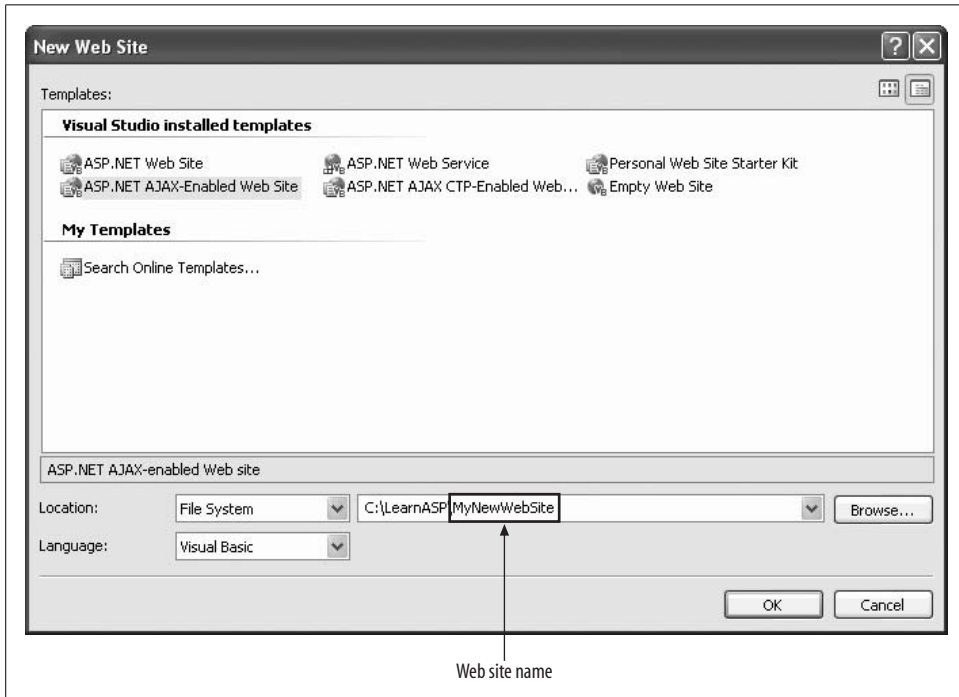 New Web Site
Templates:
Visual Studio installed templates
ASP.NET Web Site
ASP.NET Web Service
Personal Web Site Starter Kit
ASP.NET AJAX-Enabled Web Site
ASP.NET AJAX CTP-Enabled Web...
Empty Web Site
My Templates
Search Online Templates...
ASP.NET AJAX-enabled Web site
Location:
File System
C:\LearnASP\MyNewWebSite
Browse...
Language:
Visual Basic
OK
Cancel
Web site name